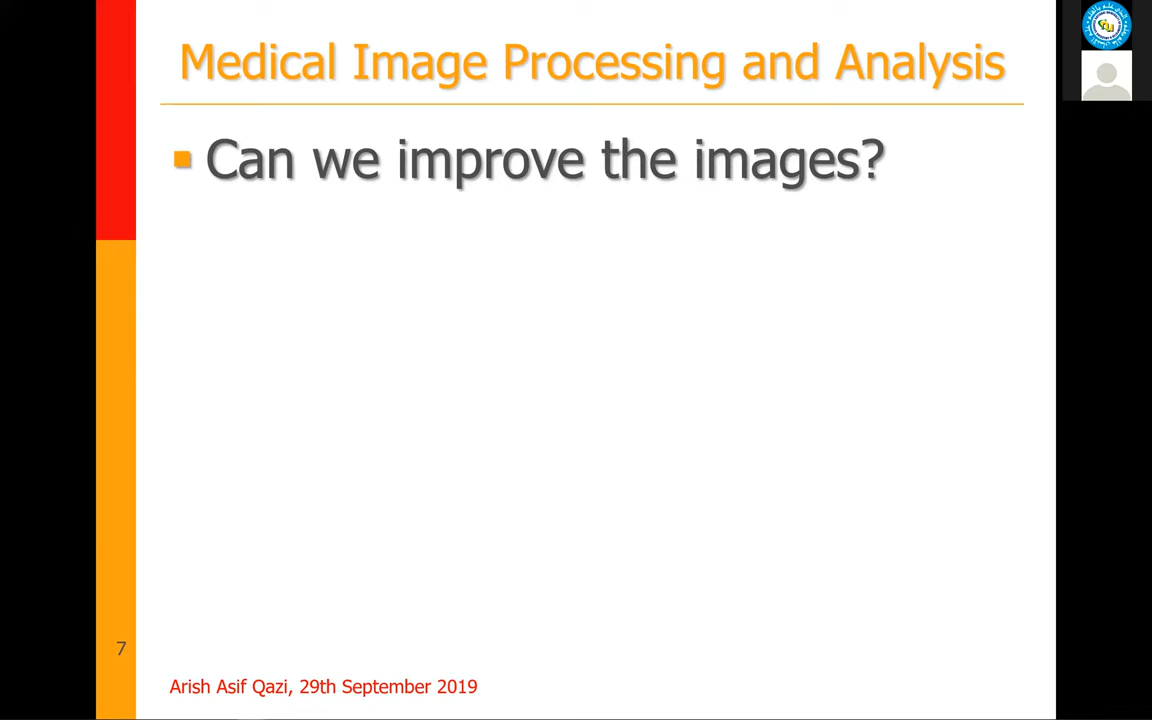 Medical Image Processing and Analysis
Can we improve the images?
7
Arish Asif Qazi, 29th September 2019